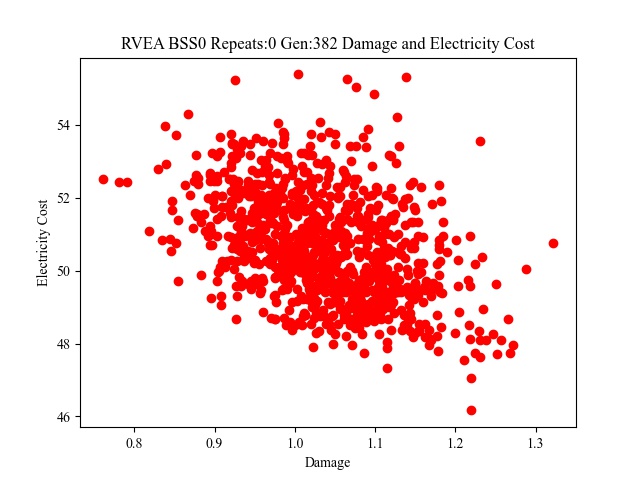 RVEA BSS0 Repeats:0 Gen:382 Damage and Electricity Cost
54
52
50
48
46
Electricity Cost
0.8 0.9 1.0 1.1 1.2 1.3
Damage